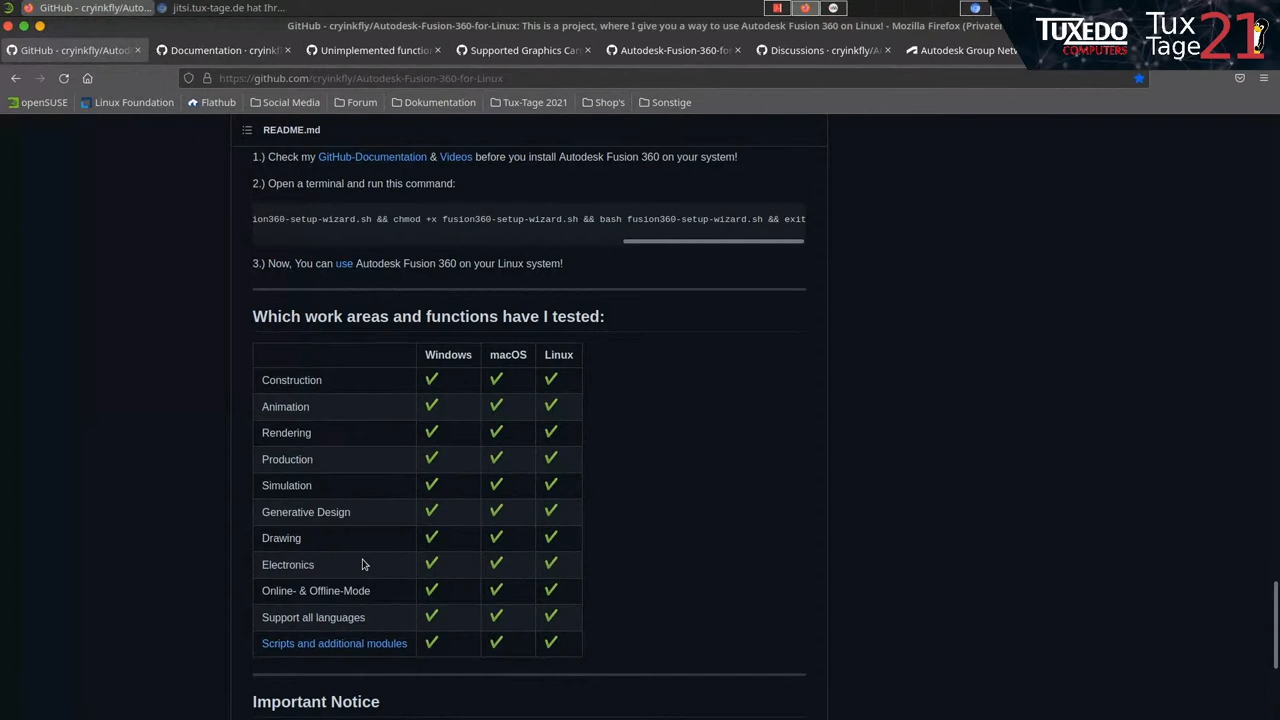 GitHub - cryinkfly/Auto...
jitsi.tux-tage.de hat Ihr...
GitHub - cryinkfly/Autodesk-Fusion-360-for-Linux: This is a project, where I give you a way to use Autodesk Fusion 360 on Linux! - Mozilla Firefox (Private
GitHub - cryinkfly/Autod
Documentation · cryinkfl
Unimplemented function
Supported Graphics Car
Autodesk-Fusion-360-fo
Discussions · cryinkfly/A
Autodesk Group Netw
TUXEDO
COMPUTERS
Tux
Tage
21
https://github.com/cryinkfly/Autodesk-Fusion-360-for-Linux
openSUSE
Linux Foundation
Flathub
Social Media
Forum
Dokumentation
Tux-Tage 2021
Shop's
Sonstige
README.md
1.) Check my GitHub-Documentation & Videos before you install Autodesk Fusion 360 on your system!
2.) Open a terminal and run this command:
ion360-setup-wizard.sh && chmod +x fusion360-setup-wizard.sh && bash fusion360-setup-wizard.sh && exit
3.) Now, You can use Autodesk Fusion 360 on your Linux system!
Which work areas and functions have I tested:
Windows macOS Linux
Construction ✔ ✔ ✔
Animation ✔ ✔ ✔
Rendering ✔ ✔ ✔
Production ✔ ✔ ✔
Simulation ✔ ✔ ✔
Generative Design ✔ ✔ ✔
Drawing ✔ ✔ ✔
Electronics ✔ ✔ ✔
Online- & Offline-Mode ✔ ✔ ✔
Support all languages ✔ ✔ ✔
Scripts and additional modules ✔ ✔ ✔
Important Notice